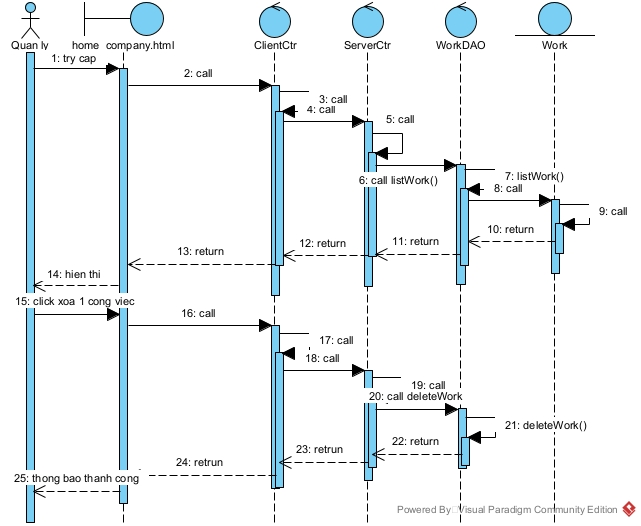 Quan ly
home company.html
ClientCtr
ServerCtr
WorkDAO
Work
1: try cap
2: call
3: call
4: call
5: call
6: call listWork()
7: listWork()
8: call
9: call
10: return
11: return
12: return
13: return
14: hien thi
15: click xoa 1 cong viec
16: call
17: call
18: call
19: call
20: call deleteWork
21: deleteWork()
22: return
23: retrun
24: retrun
25: thong bao thanh cong
Powered By Visual Paradigm Community Edition